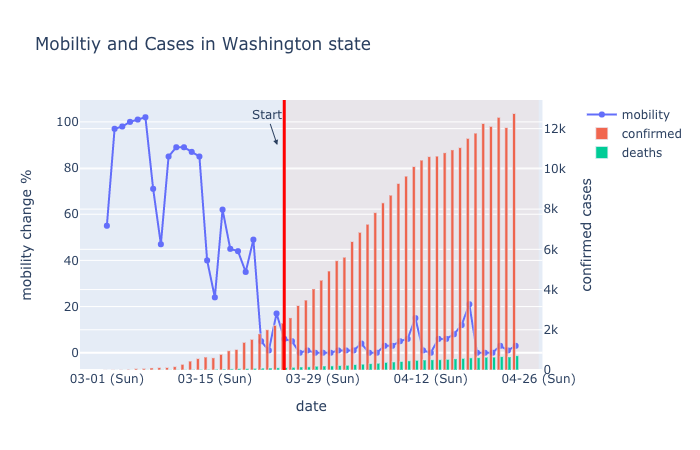 Mobiltiy and Cases in Washington state
Start
mobility
confirmed
deaths
mobility change %
100
80
60
40
20
0
confirmed cases
12k
10k
8k
6k
4k
2k
0
03-01 (Sun)
03-15 (Sun)
03-29 (Sun)
04-12 (Sun)
04-26 (Sun)
date